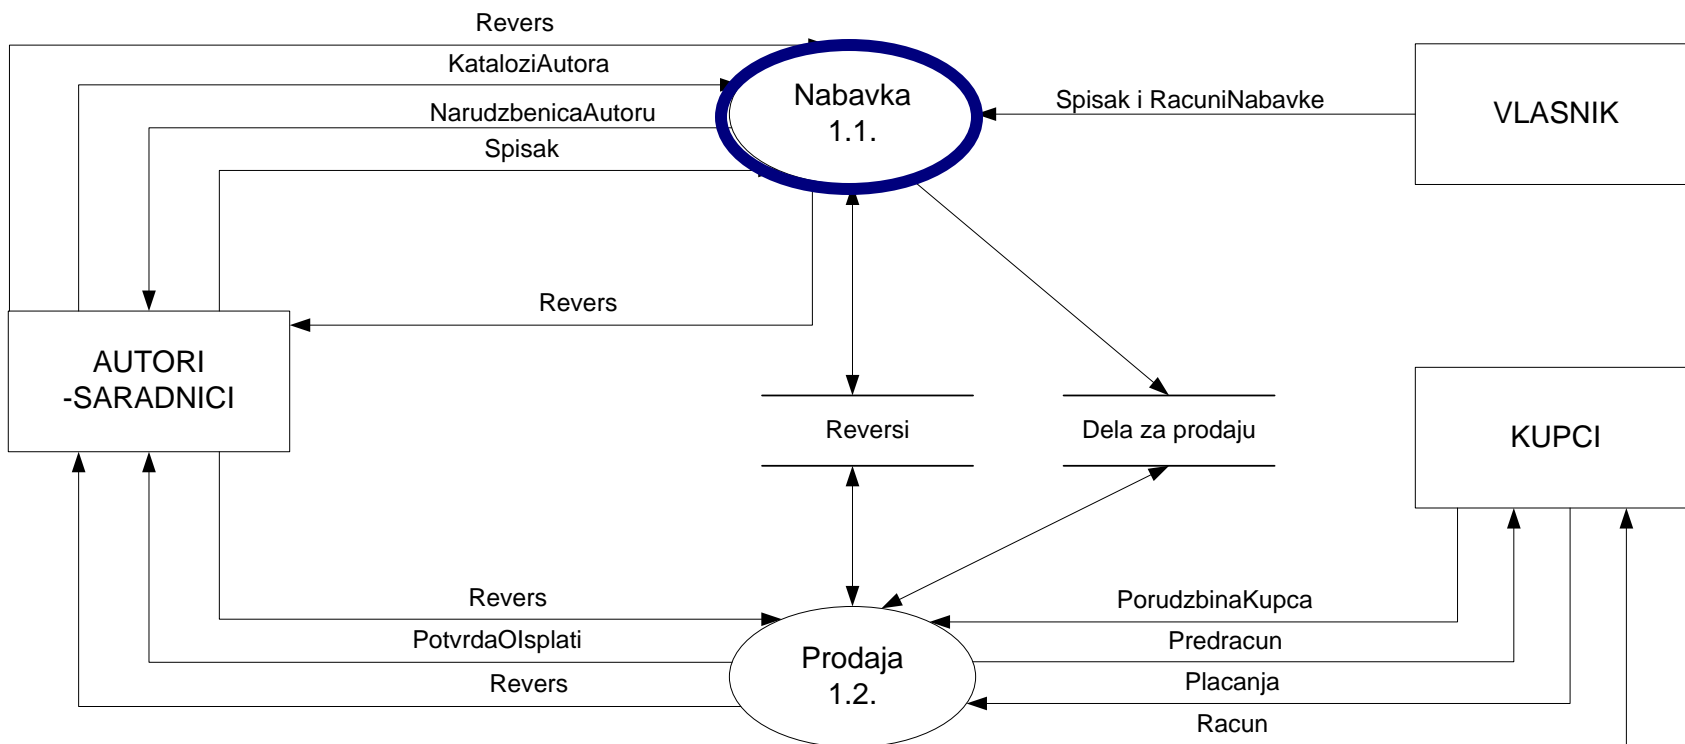 Revers
KataloziAutora
Nabavka
1.1.
Spisak i RacuniNabavke
VLASNIK
NarudzbenicaAutoru
Spisak
Revers
AUTORI
-SARADNICI
Reversi
Dela za prodaju
KUPCI
Revers
PorudzbinaKupca
PotvrdaOIsplati
Predracun
Prodaja
1.2.
Revers
Placanja
Racun